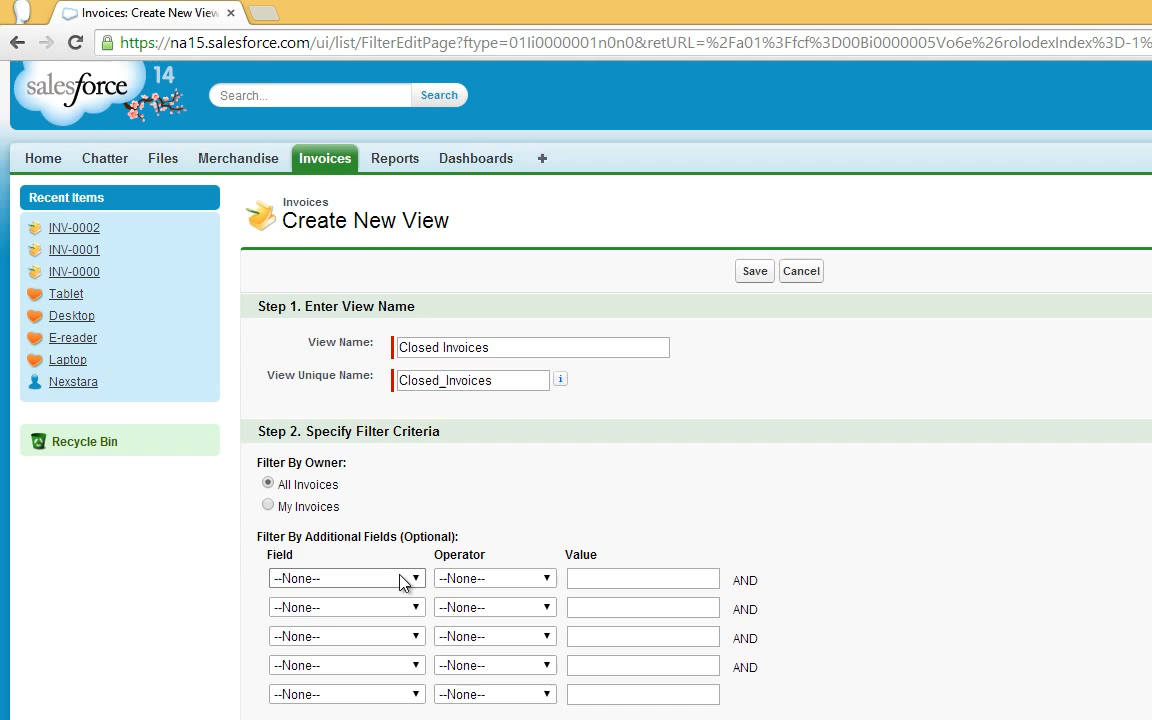 Invoices: Create New View
https://na15.salesforce.com/ui/list/FilterEditPage?ftype=01Ii0000001n0n0&retURL=%2Fa01%3Ffcf%3D00Bi0000005Vo6e%26rolodexIndex%3D-1%
salesforce 14
Search... Search
Home Chatter Files Merchandise Invoices Reports Dashboards +
Recent Items
INV-0002
INV-0001
INV-0000
Tablet
Desktop
E-reader
Laptop
Nexstara
Recycle Bin
Invoices
Create New View
Save Cancel
Step 1. Enter View Name
View Name: Closed Invoices
View Unique Name: Closed_Invoices i
Step 2. Specify Filter Criteria
Filter By Owner:
All Invoices
My Invoices
Filter By Additional Fields (Optional):
Field Operator Value
--None-- --None-- AND
--None-- --None-- AND
--None-- --None-- AND
--None-- --None-- AND
--None-- --None--